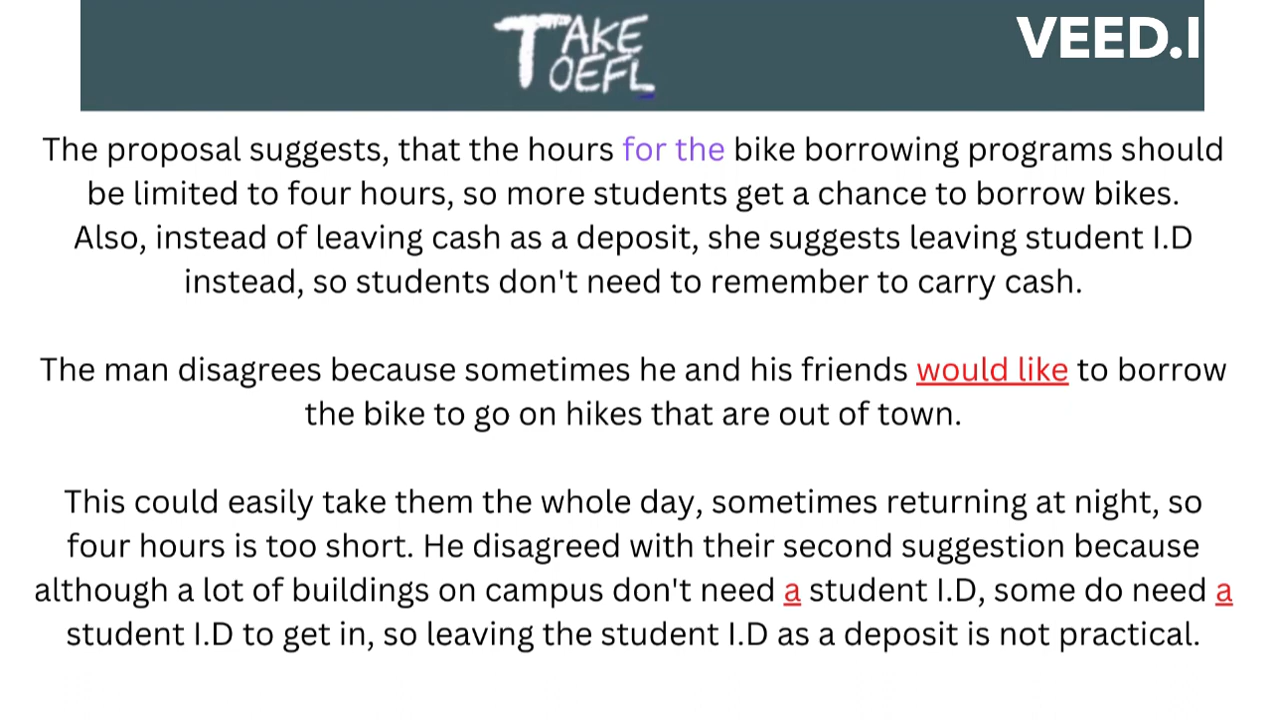 TAKE
TOEFL
VEED.I
The proposal suggests, that the hours for the bike borrowing programs should
be limited to four hours, so more students get a chance to borrow bikes.
Also, instead of leaving cash as a deposit, she suggests leaving student I.D
instead, so students don't need to remember to carry cash.
The man disagrees because sometimes he and his friends would like to borrow
the bike to go on hikes that are out of town.
This could easily take them the whole day, sometimes returning at night, so
four hours is too short. He disagreed with their second suggestion because
although a lot of buildings on campus don't need a student I.D, some do need a
student I.D to get in, so leaving the student I.D as a deposit is not practical.